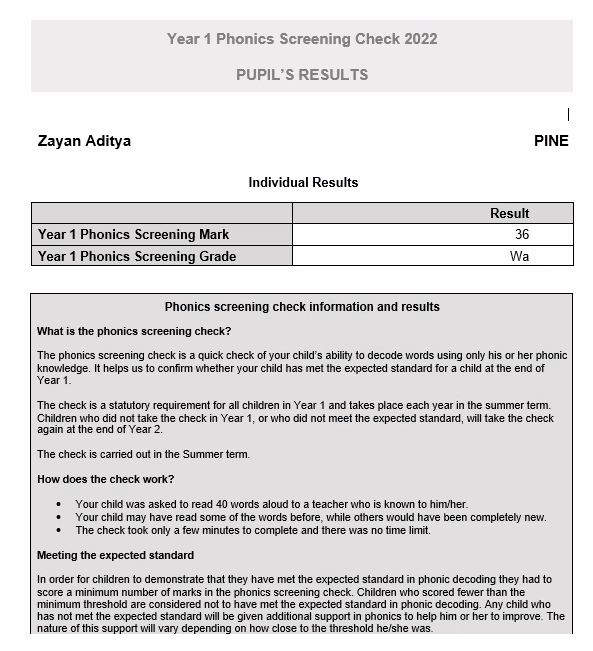 Year 1 Phonics Screening Check 2022
PUPIL'S RESULTS
Zayan Aditya PINE
Individual Results
Result
Year 1 Phonics Screening Mark 36
Year 1 Phonics Screening Grade Wa
Phonics screening check information and results
What is the phonics screening check?
The phonics screening check is a quick check of your child's ability to decode words using only his or her phonic
knowledge. It helps us to confirm whether your child has met the expected standard for a child at the end of
Year 1.
The check is a statutory requirement for all children in Year 1 and takes place each year in the summer term.
Children who did not take the check in Year 1, or who did not meet the expected standard, will take the check
again at the end of Year 2.
The check is carried out in the Summer term.
How does the check work?
• Your child was asked to read 40 words aloud to a teacher who is known to him/her.
• Your child may have read some of the words before, while others would have been completely new.
• The check took only a few minutes to complete and there was no time limit.
Meeting the expected standard
In order for children to demonstrate that they have met the expected standard in phonic decoding they had to
score a minimum number of marks in the phonics screening check. Children who scored fewer than the
minimum threshold are considered not to have met the expected standard in phonic decoding. Any child who
has not met the expected standard will be given additional support in phonics to help him or her to improve. The
nature of this support will vary depending on how close to the threshold he/she was.